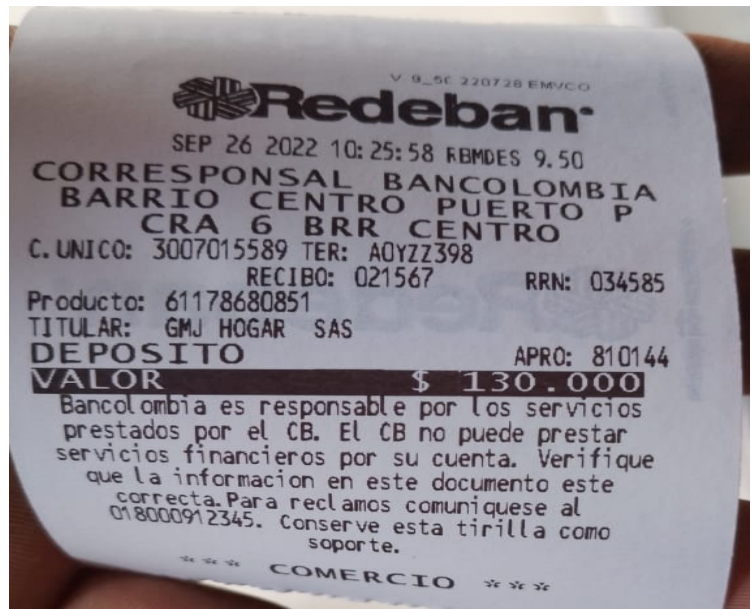 V 9_50 220728 EMVCO
Redeban
SEP 26 2022 10:25:58 RBMDES 9.50
CORRESPONSAL BANCOLOMBIA
BARRIO CENTRO PUERTO P
CRA 6 BRR CENTRO
C.UNICO: 3007015589 TER: A0YZZ398
RECIBO: 021567 RRN: 034585
Producto: 61178680851
TITULAR: GMJ HOGAR SAS
DEPOSITO APRO: 810144
VALOR $ 130.000
Bancolombia es responsable por los servicios
prestados por el CB. El CB no puede prestar
servicios financieros por su cuenta. Verifique
que la informacion en este documento este
correcta.Para reclamos comuniquese al
018000912345. Conserve esta tirilla como
soporte.
*** COMERCIO ***